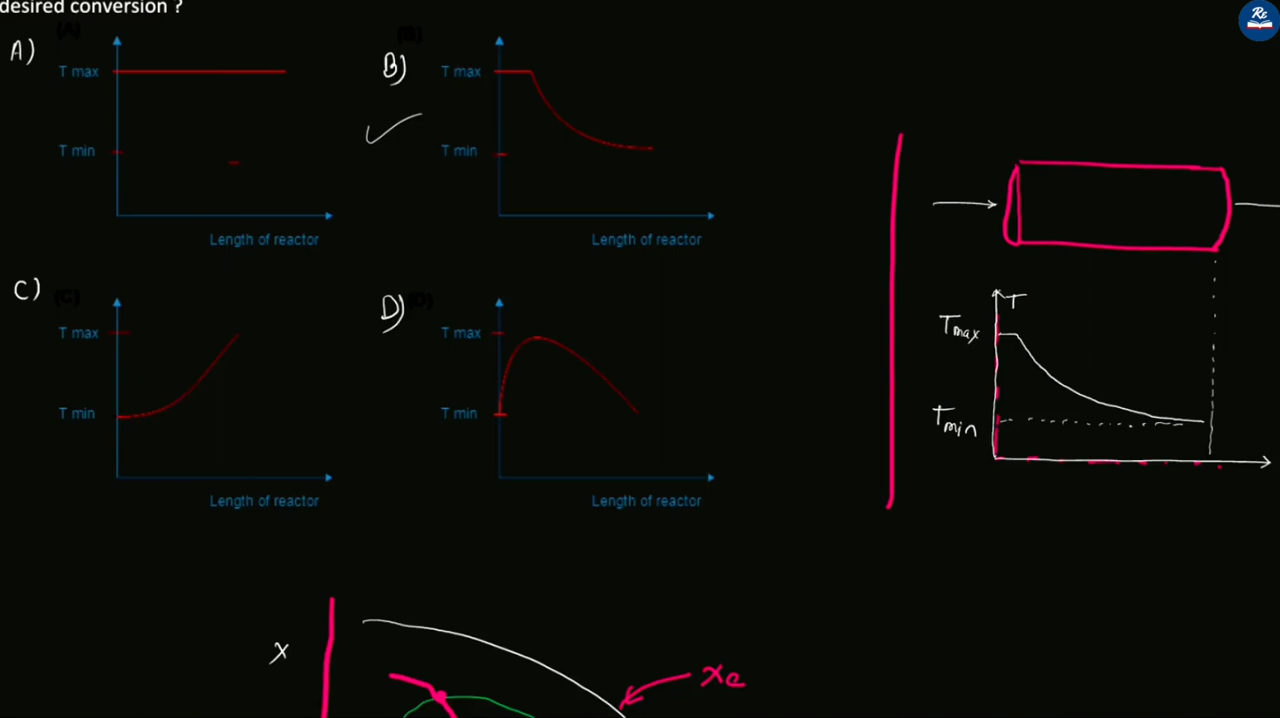 desired conversion ?
A)
(A)
T max
T min
Length of reactor
B)
(B)
T max
T min
Length of reactor
C)
(C)
T max
T min
Length of reactor
D)
(D)
T max
T min
Length of reactor
T
Tmax
Tmin
x
xe
Re